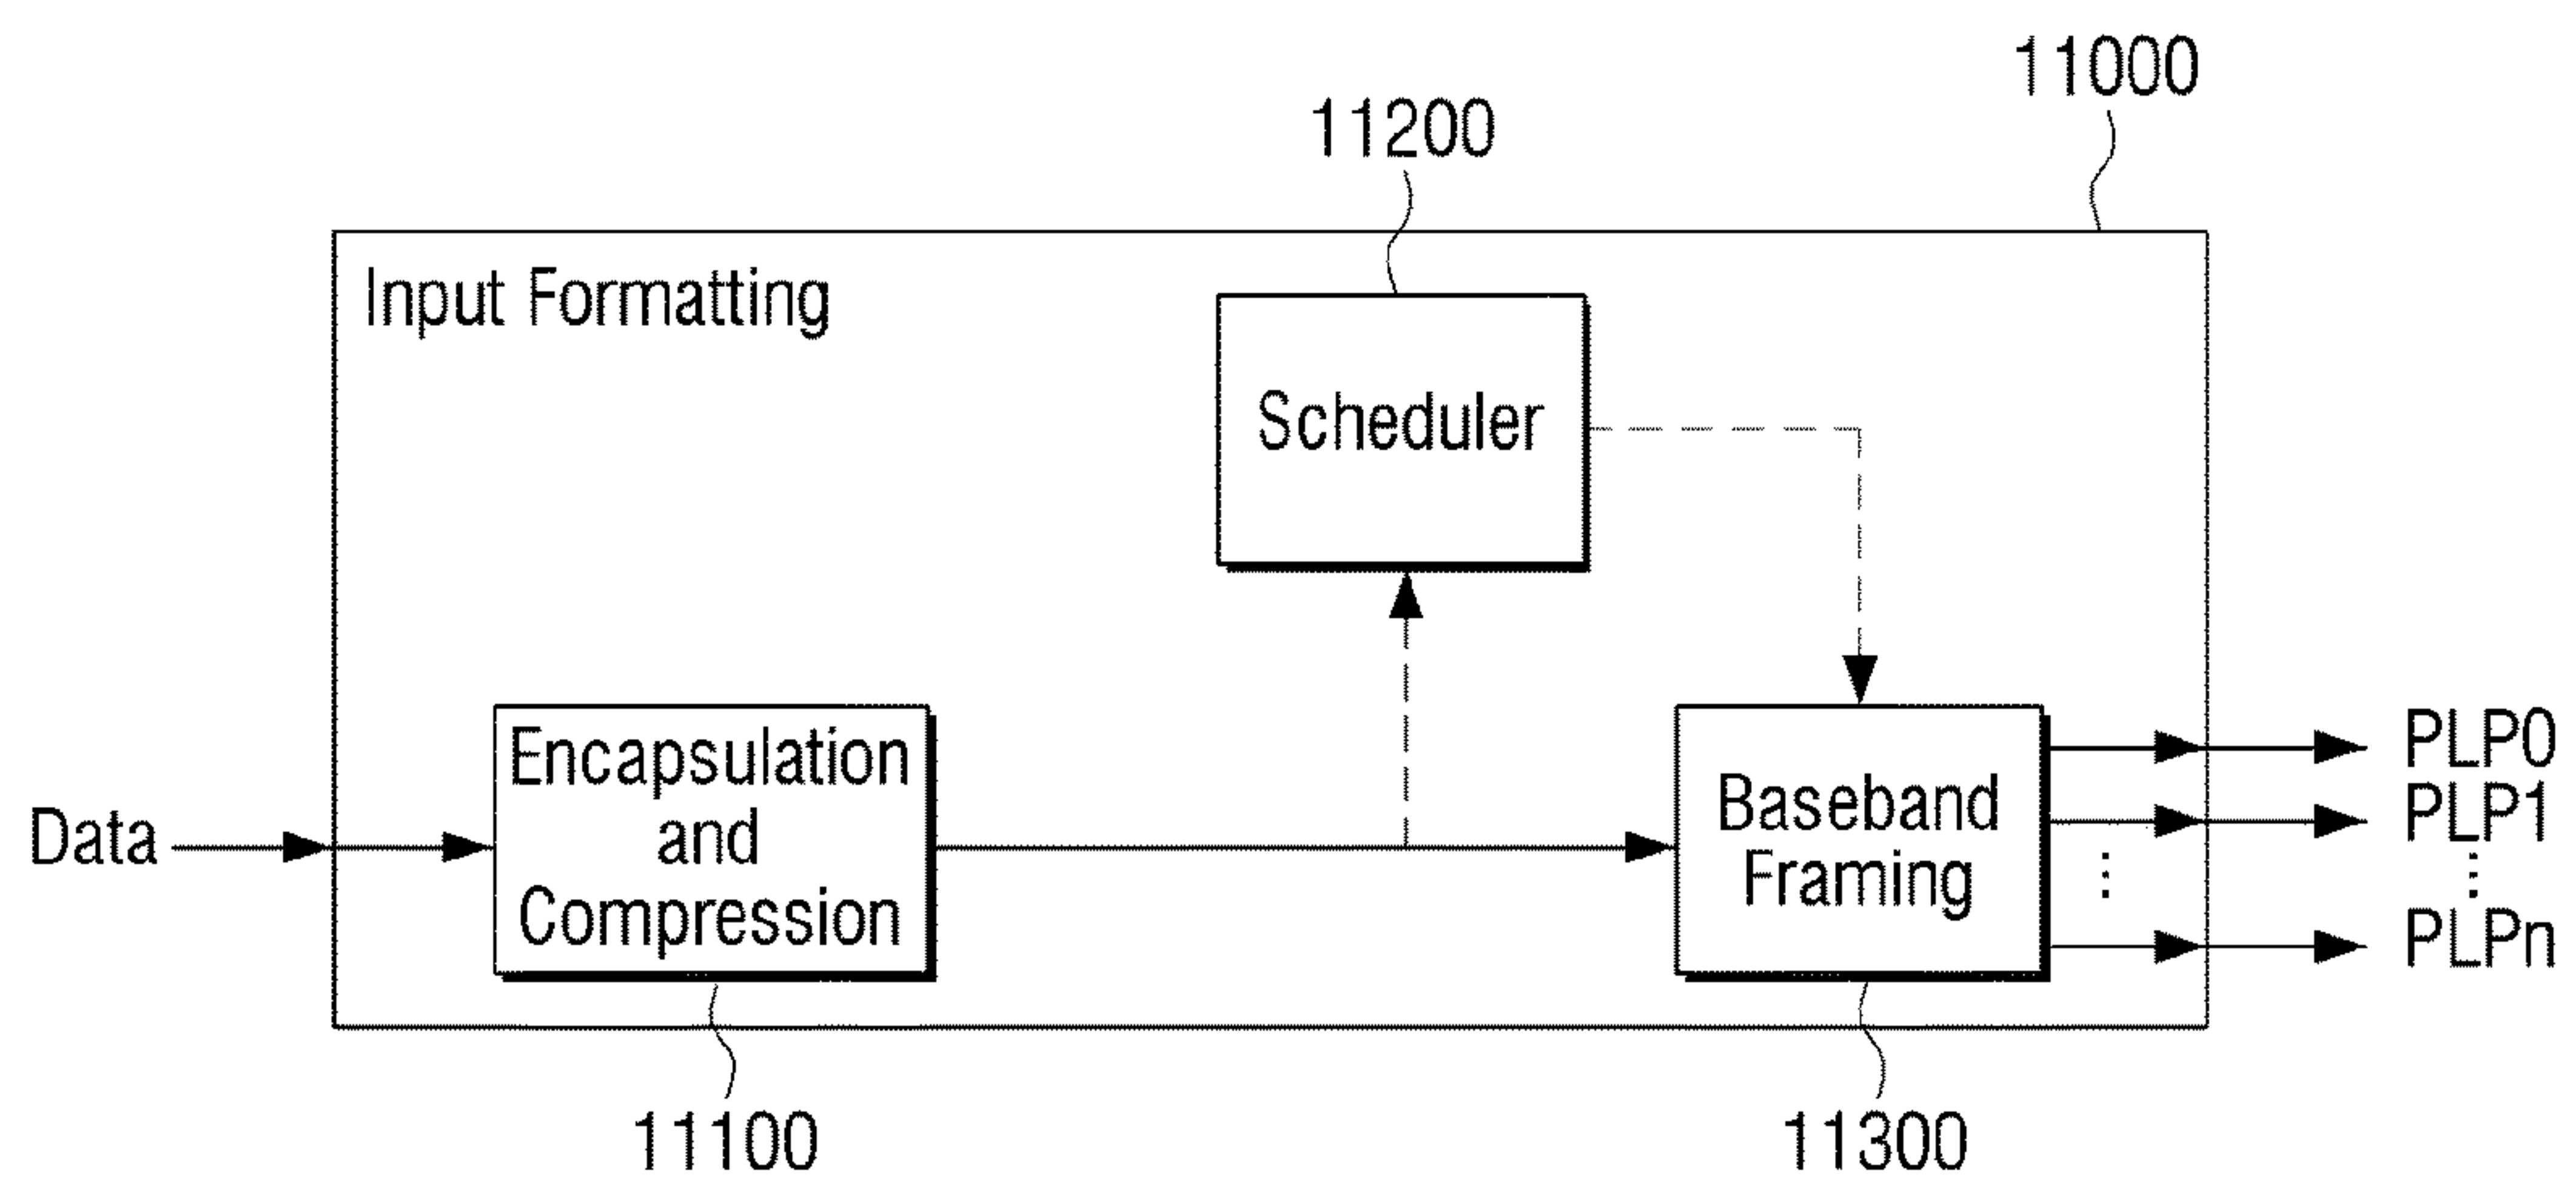 11000
11200
Input Formatting
Scheduler
Data
Encapsulation
and
Compression
Baseband
Framing
PLP0
PLP1
⋮
⋮
PLPn
11100
11300